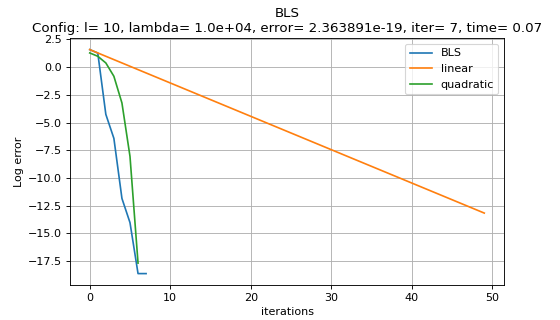 BLS
Config: l= 10, lambda= 1.0e+04, error= 2.363891e-19, iter= 7, time= 0.07
2.5
0.0
−2.5
−5.0
−7.5
−10.0
−12.5
−15.0
−17.5
Log error
BLS
linear
quadratic
0
10
20
30
40
50
iterations